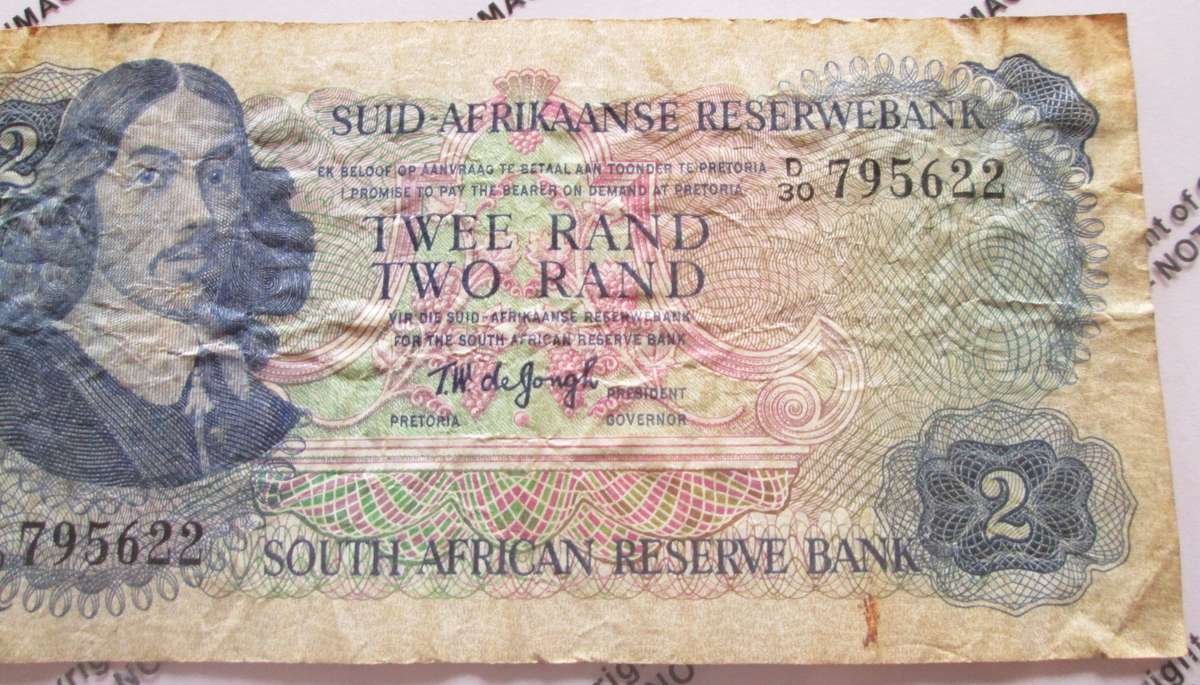 SUID-AFRIKAANSE RESERWEBANK
EK BELOOF OP AANVRAAG TE BETAAL AAN TOONDER TE PRETORIA
I PROMISE TO PAY THE BEARER ON DEMAND AT PRETORIA
D/30 795622
2
TWEE RAND
TWO RAND
VIR DIE SUID-AFRIKAANSE RESERWEBANK
FOR THE SOUTH AFRICAN RESERVE BANK
T.W. de Jongh
PRESIDENT
PRETORIA GOVERNOR
2
795622
SOUTH AFRICAN RESERVE BANK